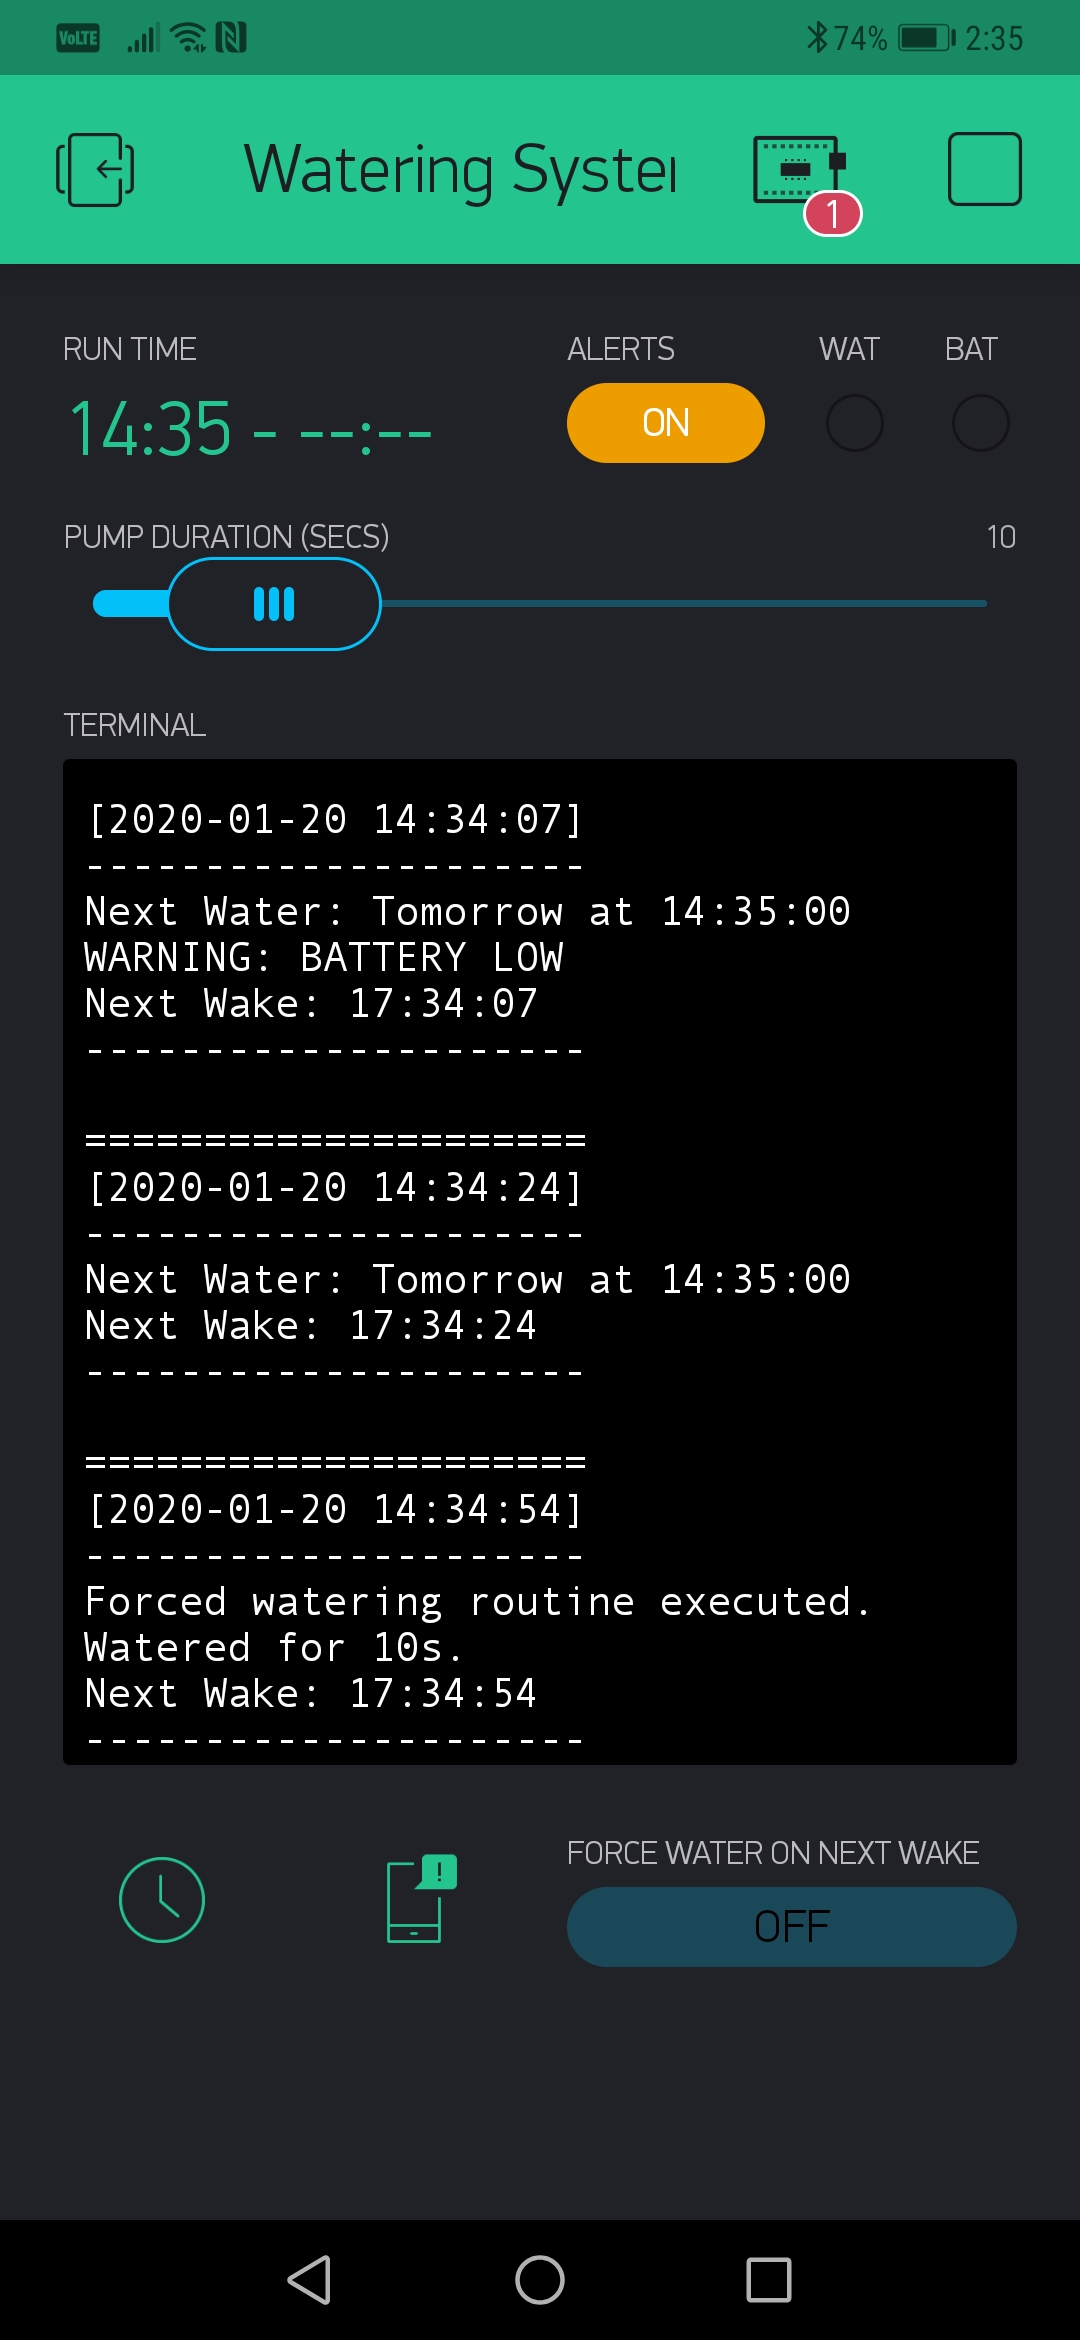 VoLTE 74% 2:35
Watering Syster
1
RUN TIME ALERTS WAT BAT
14:35 - --:-- ON
PUMP DURATION (SECS) 10
TERMINAL
[2020-01-20 14:34:07]
---------------------
Next Water: Tomorrow at 14:35:00
WARNING: BATTERY LOW
Next Wake: 17:34:07
---------------------
=====================
[2020-01-20 14:34:24]
---------------------
Next Water: Tomorrow at 14:35:00
Next Wake: 17:34:24
---------------------
=====================
[2020-01-20 14:34:54]
---------------------
Forced watering routine executed.
Watered for 10s.
Next Wake: 17:34:54
---------------------
FORCE WATER ON NEXT WAKE
OFF